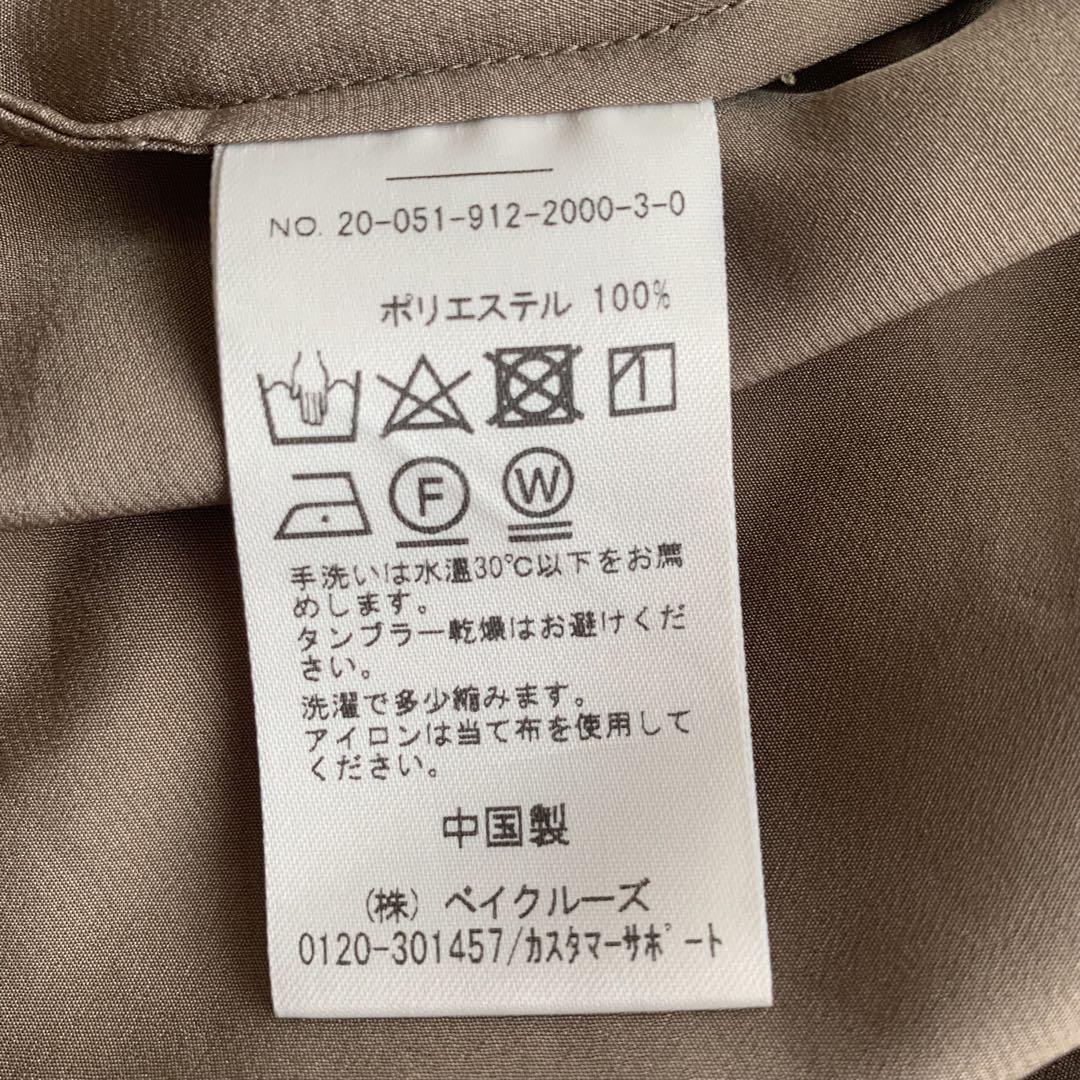 NO. 20-051-912-2000-3-0
ポリエステル 100%
F
W
手洗いは水温30℃以下をお薦
めします。
タンブラー乾燥はお避けくだ
さい。
洗濯で多少縮みます。
アイロンは当て布を使用して
ください。
中国製
(株) ベイクルーズ
0120-301457/ｶｽﾀﾏｰｻﾎﾟｰﾄ